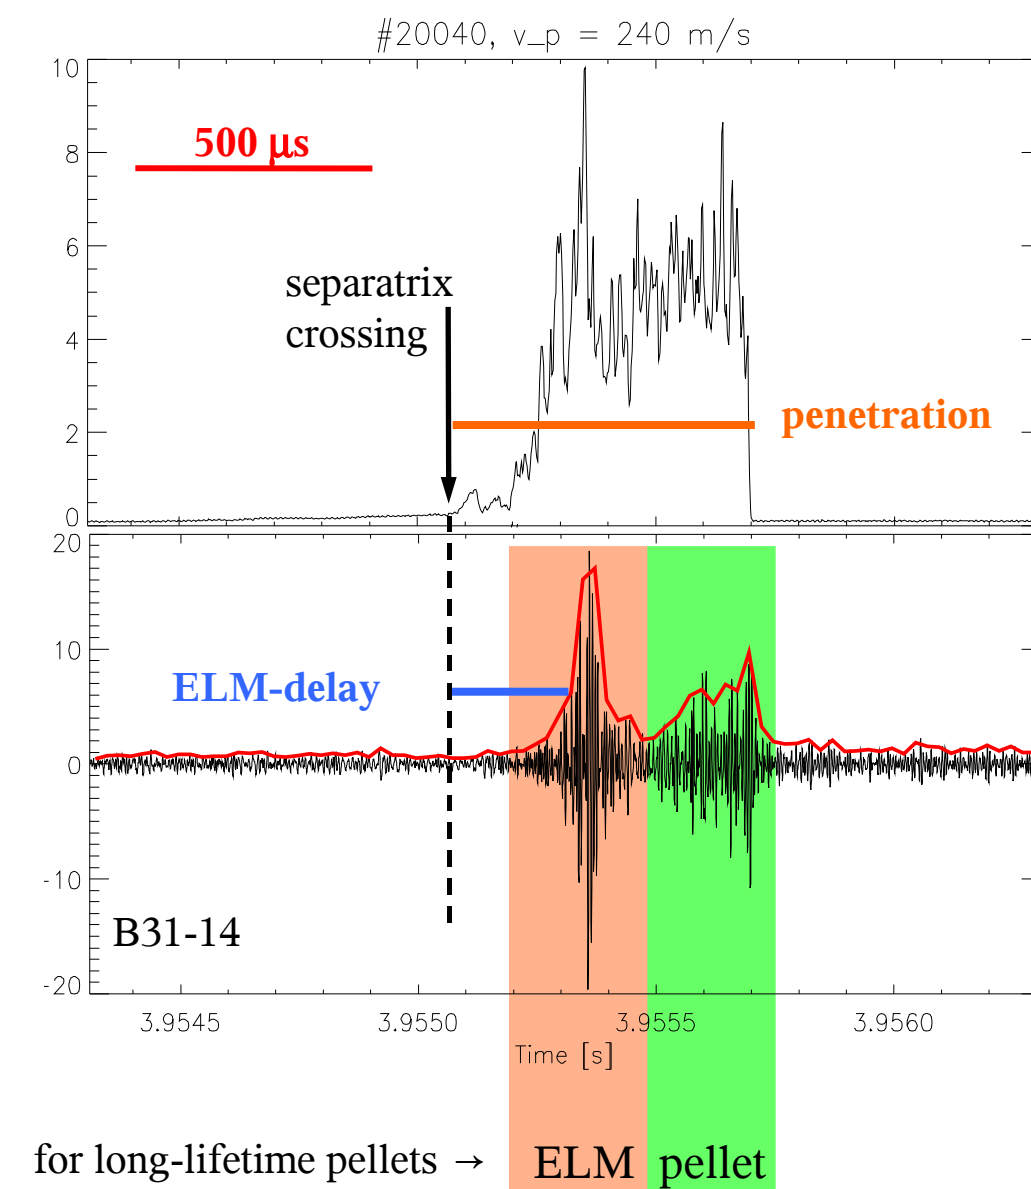 #20040, v_p = 240 m/s
10
500 μs
8
6
separatrix
crossing
4
penetration
2
0
20
10
ELM-delay
0
-10
B31-14
-20
3.9545 3.9550 3.9555 3.9560
Time [s]
for long-lifetime pellets → ELM pellet